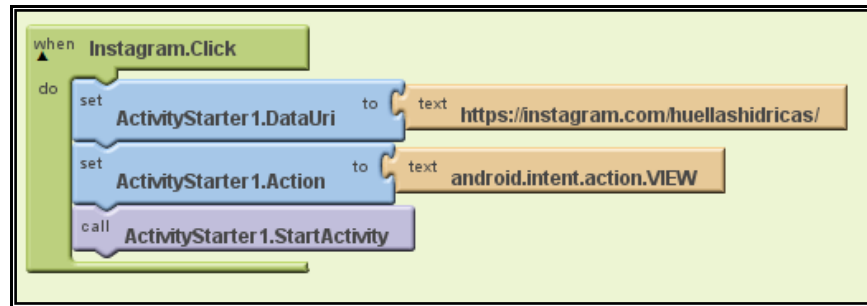 when Instagram.Click
do
set ActivityStarter1.DataUri to text https://instagram.com/huellashidricas/
set ActivityStarter1.Action to text android.intent.action.VIEW
call ActivityStarter1.StartActivity